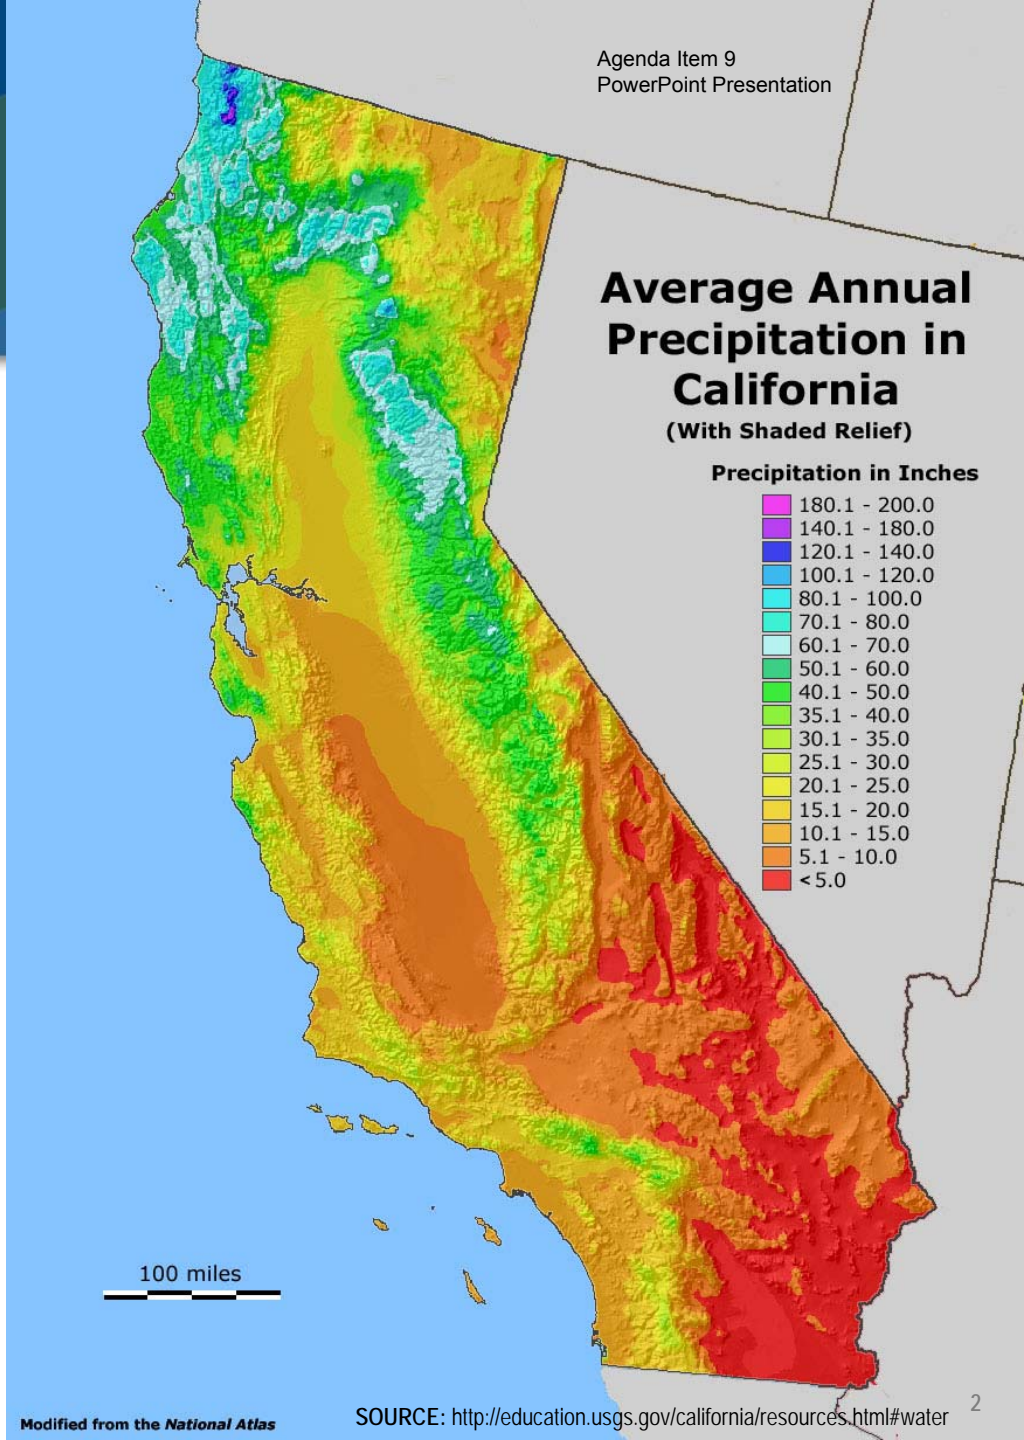 Agenda Item 9
PowerPoint Presentation
Average Annual
Precipitation in
California
(With Shaded Relief)
Precipitation in Inches
180.1 - 200.0
140.1 - 180.0
120.1 - 140.0
100.1 - 120.0
80.1 - 100.0
70.1 - 80.0
60.1 - 70.0
50.1 - 60.0
40.1 - 50.0
35.1 - 40.0
30.1 - 35.0
25.1 - 30.0
20.1 - 25.0
15.1 - 20.0
10.1 - 15.0
5.1 - 10.0
<5.0
100 miles
Modified from the National Atlas
SOURCE: http://education.usgs.gov/california/resources.html#water
2